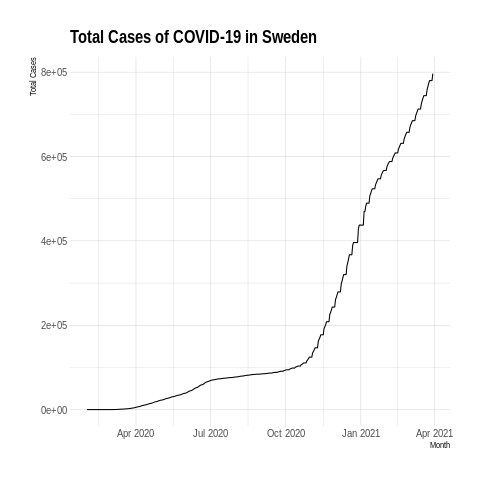 Total Cases of COVID-19 in Sweden
Total Cases
8e+05
6e+05
4e+05
2e+05
0e+00
Apr 2020 Jul 2020 Oct 2020 Jan 2021 Apr 2021
Month